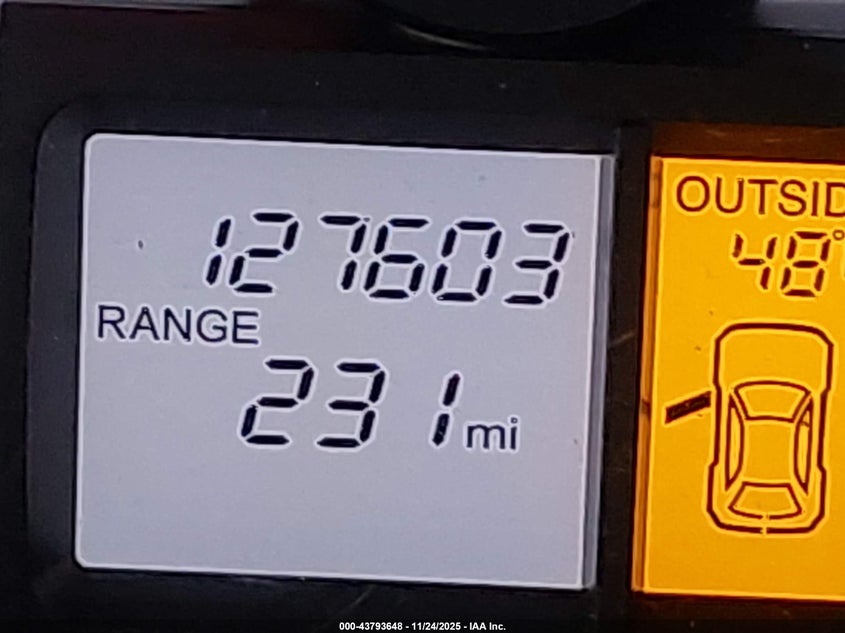 127603
RANGE
231 mi
OUTSID
48°
000-43793648 - 11/24/2025 - IAA Inc.